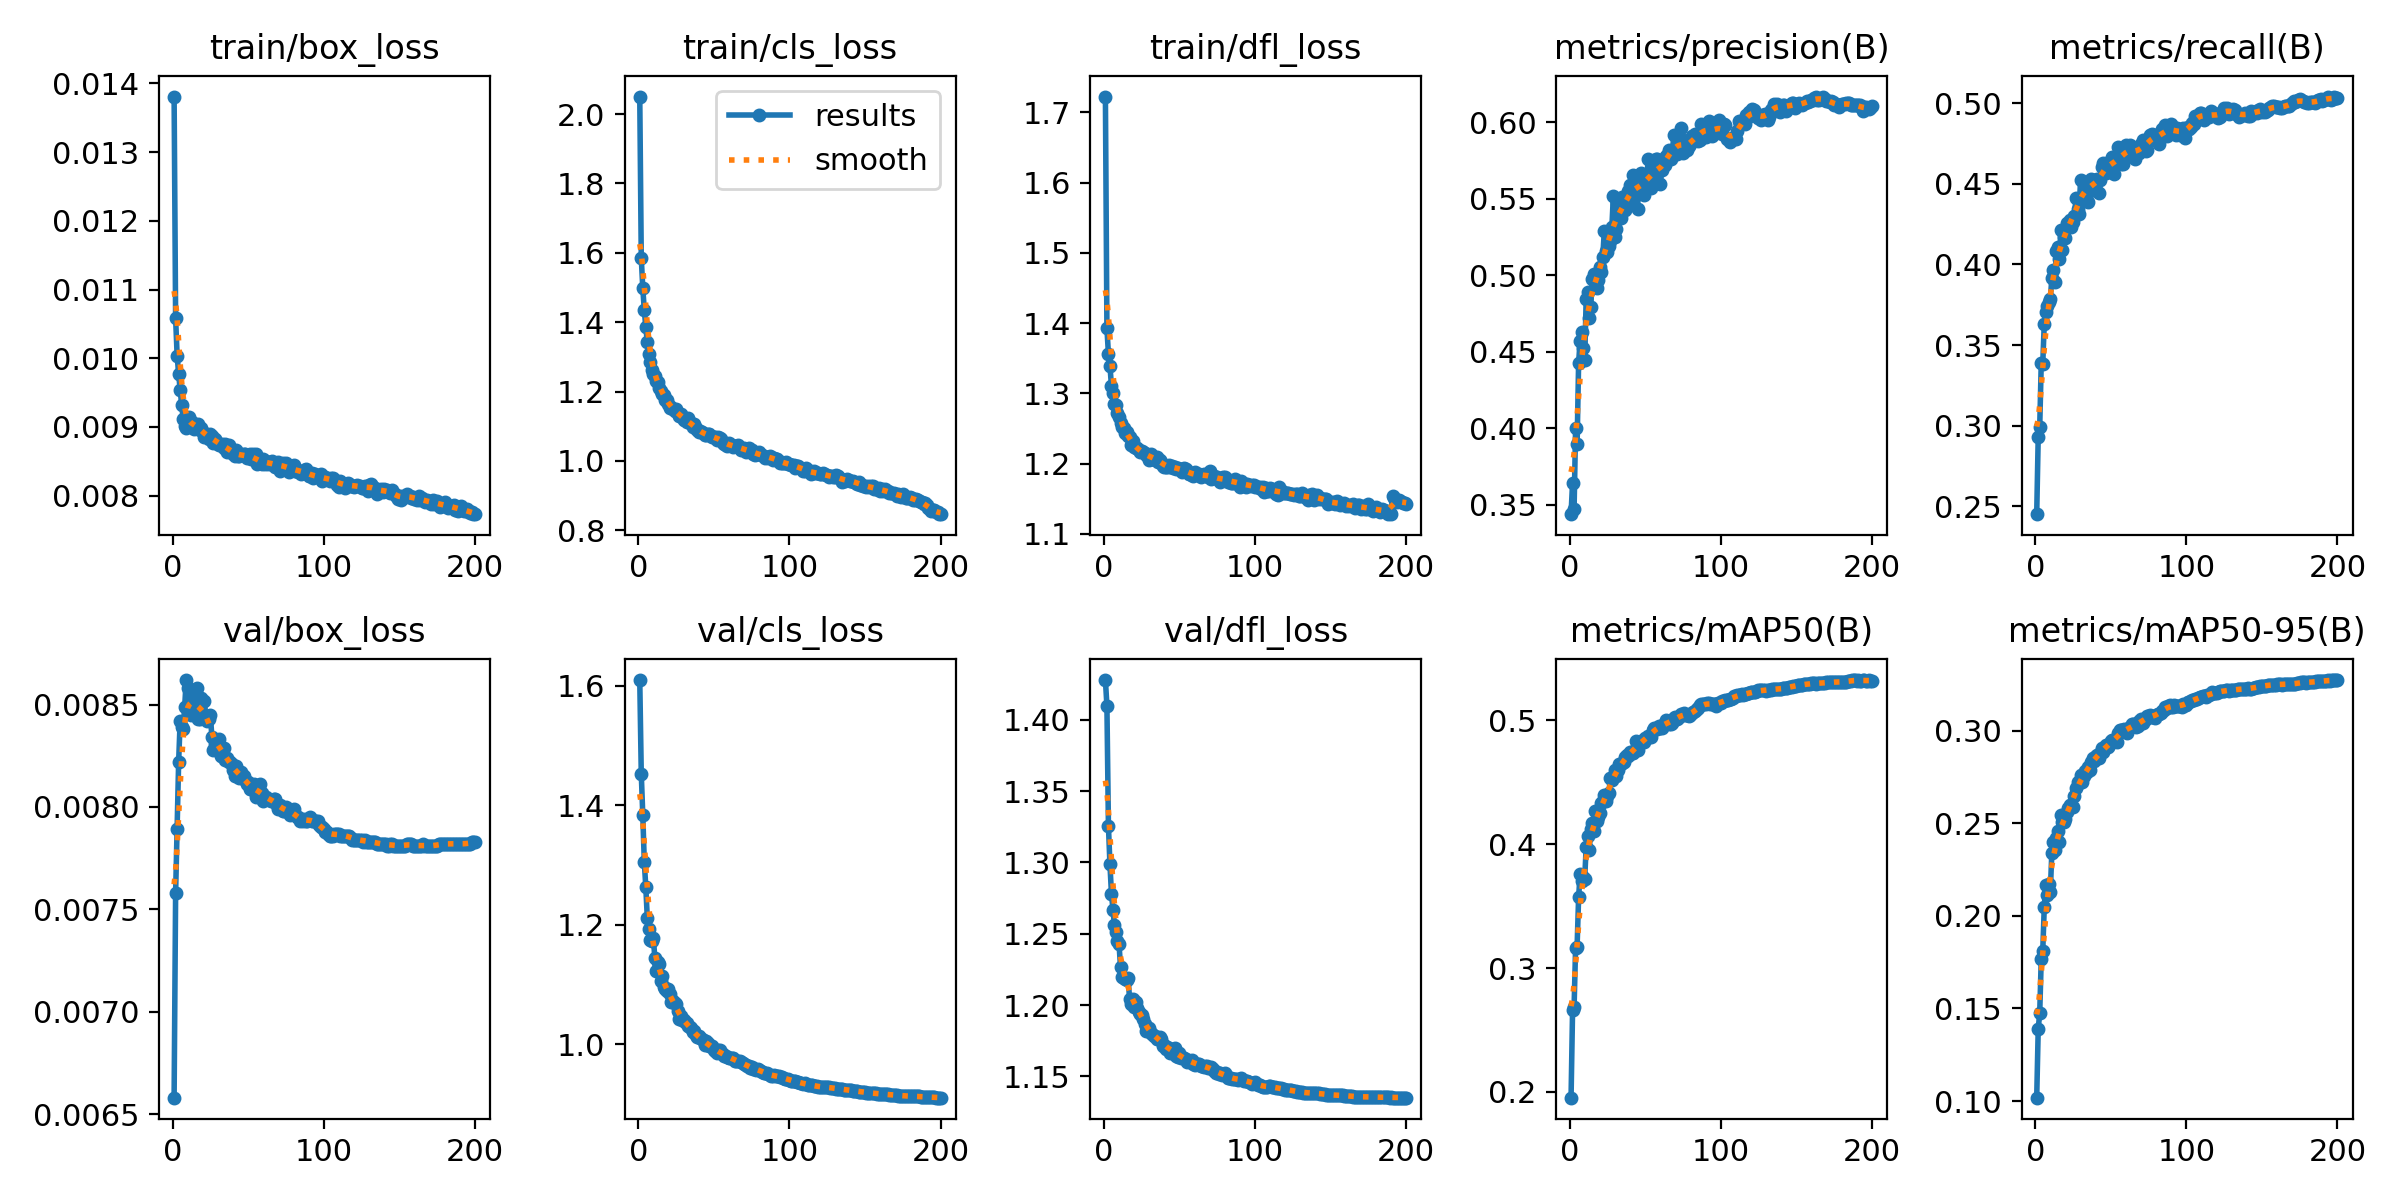 train/box_loss
0.014
0.013
0.012
0.011
0.010
0.009
0.008
0 100 200
train/cls_loss
results
smooth
2.0
1.8
1.6
1.4
1.2
1.0
0.8
0 100 200
train/dfl_loss
1.7
1.6
1.5
1.4
1.3
1.2
1.1
0 100 200
metrics/precision(B)
0.60
0.55
0.50
0.45
0.40
0.35
0 100 200
metrics/recall(B)
0.50
0.45
0.40
0.35
0.30
0.25
0 100 200
val/box_loss
0.0085
0.0080
0.0075
0.0070
0.0065
0 100 200
val/cls_loss
1.6
1.4
1.2
1.0
0 100 200
val/dfl_loss
1.40
1.35
1.30
1.25
1.20
1.15
0 100 200
metrics/mAP50(B)
0.5
0.4
0.3
0.2
0 100 200
metrics/mAP50-95(B)
0.30
0.25
0.20
0.15
0.10
0 100 200